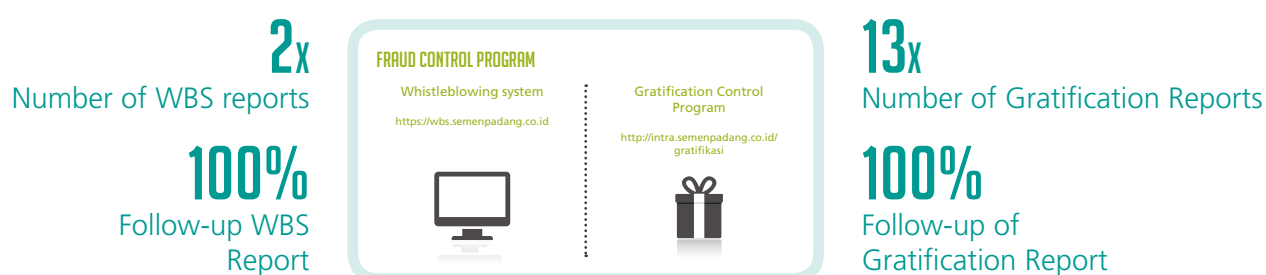 2x
Number of WBS reports
100%
Follow-up WBS
Report
FRAUD CONTROL PROGRAM
Whistleblowing system
https://wbs.semenpadang.co.id
Gratification Control
Program
http://intra.semenpadang.co.id/
gratifikasi
13x
Number of Gratification Reports
100%
Follow-up of
Gratification Report